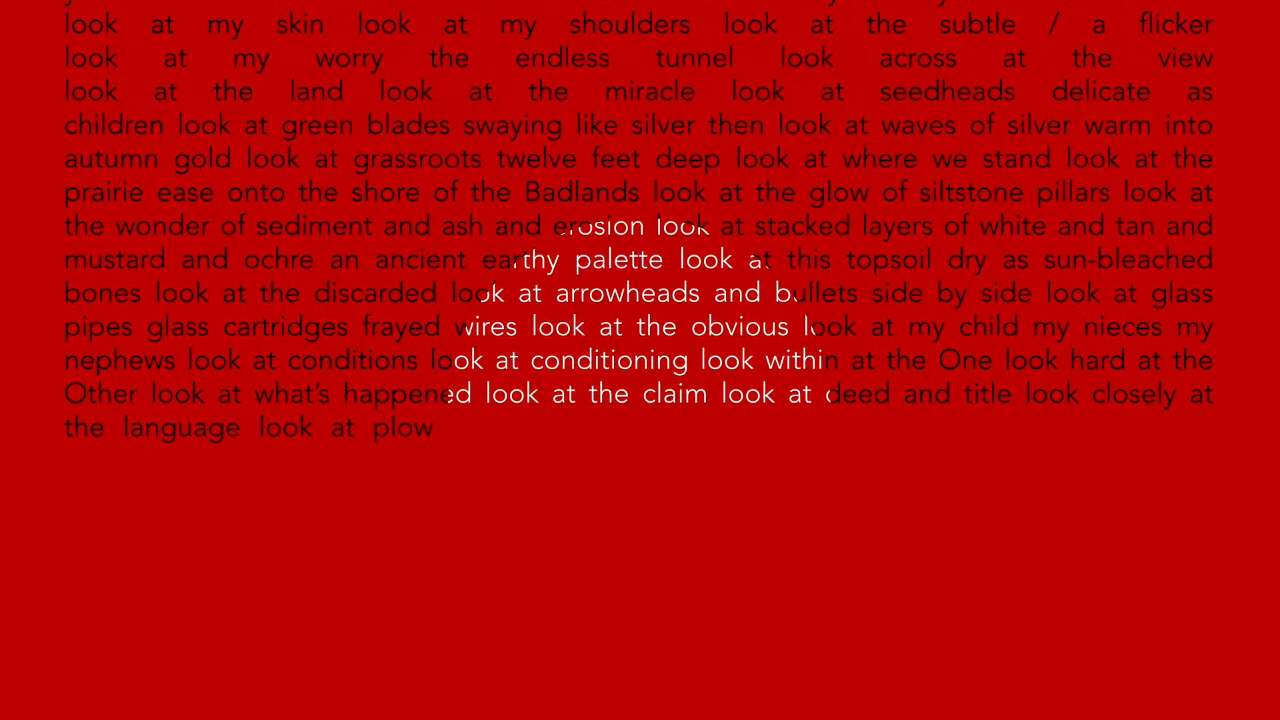 look at my skin look at my shoulders look at the subtle / a flicker
look at my worry the endless tunnel look across at the view
look at the land look at the miracle look at seedheads delicate as
children look at green blades swaying like silver then look at waves of silver warm into
autumn gold look at grassroots twelve feet deep look at where we stand look at the
prairie ease onto the shore of the Badlands look at the glow of siltstone pillars look at
the wonder of sediment and ash and erosion look at stacked layers of white and tan and
mustard and ochre an ancient earthy palette look at this topsoil dry as sun-bleached
bones look at the discarded look at arrowheads and bullets side by side look at glass
pipes glass cartridges frayed wires look at the obvious look at my child my nieces my
nephews look at conditions look at conditioning look within at the One look hard at the
Other look at what’s happened look at the claim look at deed and title look closely at
the language look at plow